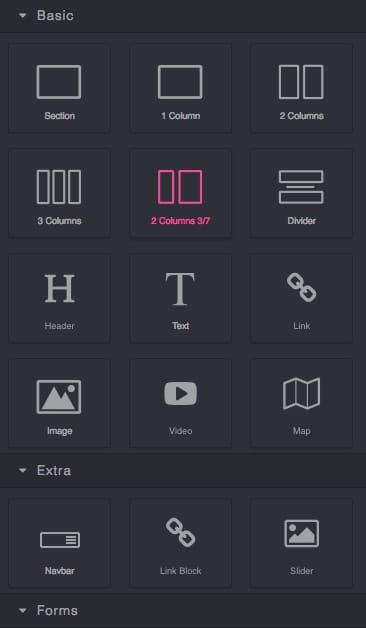 Basic
Section 1 Column 2 Columns
3 Columns 2 Columns 3/7 Divider
H T
Header Text Link
Image Video Map
Extra
Navbar Link Block Slider
Forms